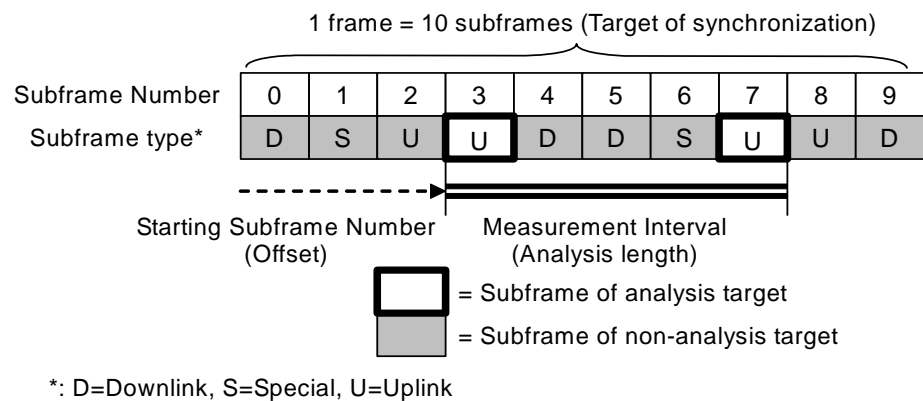 1 frame = 10 subframes (Target of synchronization)
Subframe Number 0 1 2 3 4 5 6 7 8 9
Subframe type* D S U U D D S U U D
Starting Subframe Number (Offset)
Measurement Interval (Analysis length)
= Subframe of analysis target
= Subframe of non-analysis target
*: D=Downlink, S=Special, U=Uplink